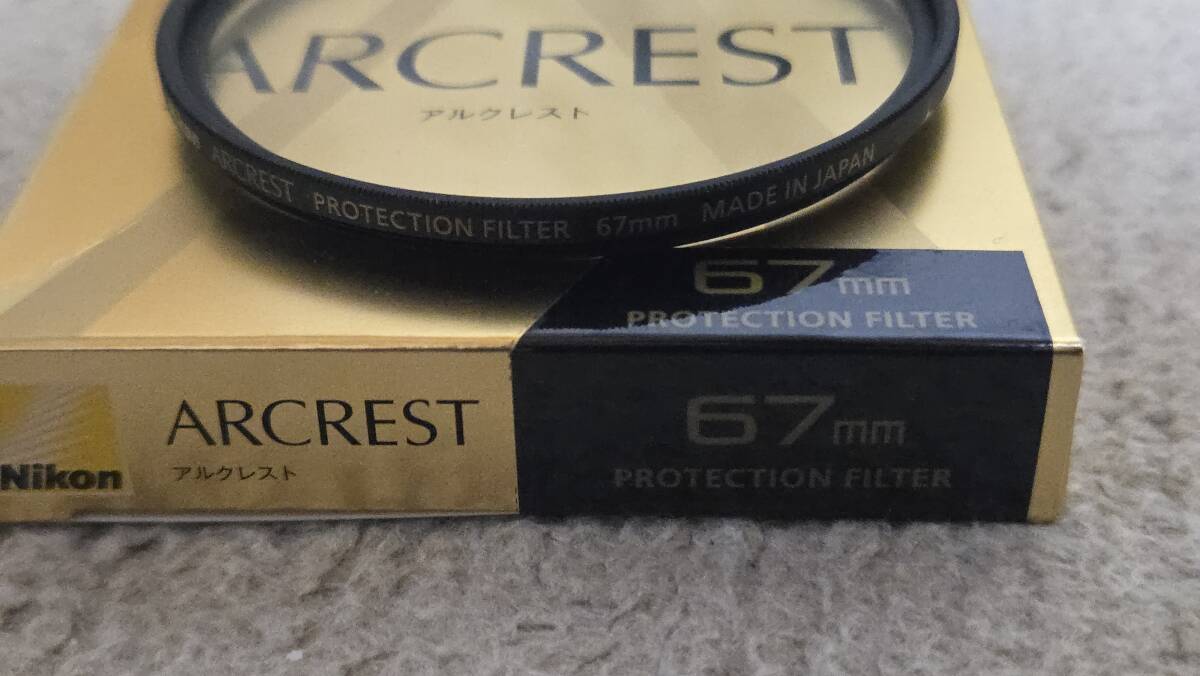 ARCREST
アルクレスト
ARCREST PROTECTION FILTER 67mm MADE IN JAPAN
67mm
PROTECTION FILTER
Nikon
ARCREST
アルクレスト
67mm
PROTECTION FILTER